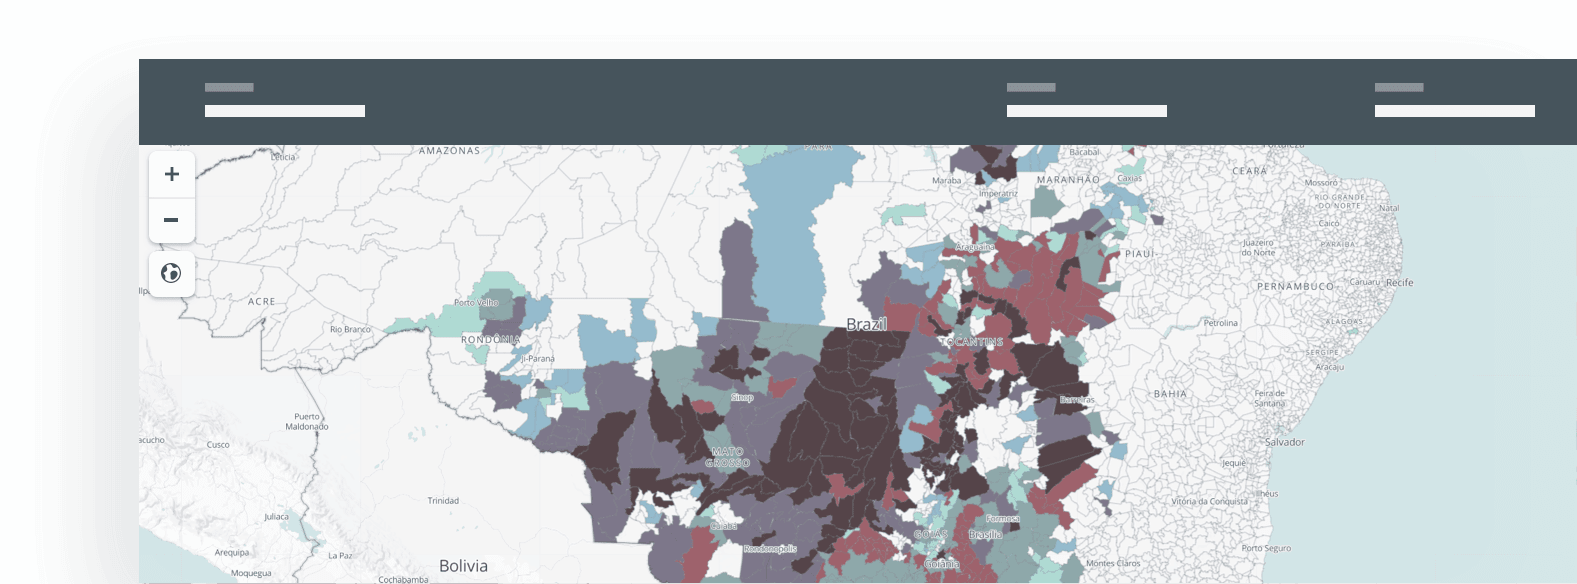 Leticia
AMAZONAS
PARÁ
Bacabal
Fortaleza
Maraba
Imperatriz
MARANHÃO
Caxias
CEARÁ
Mossoró
RIO GRANDE
DO NORTE
Natal
Caicó
Araguaina
PIAUÍ
Juazeiro
do Norte
PARAÍBA
ACRE
Porto Velho
PERNAMBUCO
Caruaru
Recife
Rio Branco
RONDÔNIA
Brazil
Petrolina
ALAGOAS
TOCANTINS
Ji-Paraná
SERGIPE
Aracaju
Sinop
Barreiras
BAHIA
Feira de
Santana
Puerto
Maldonado
Cusco
Salvador
MATO
GROSSO
Jequié
Trinidad
Vitória da Conquista
Ilhéus
Juliaca
Cuiabá
Formosa
GOIÁS
Brasília
Arequipa
La Paz
Rondonópolis
Porto Seguro
Bolivia
Goiânia
Montes Claros
Moquegua
Cochabamba